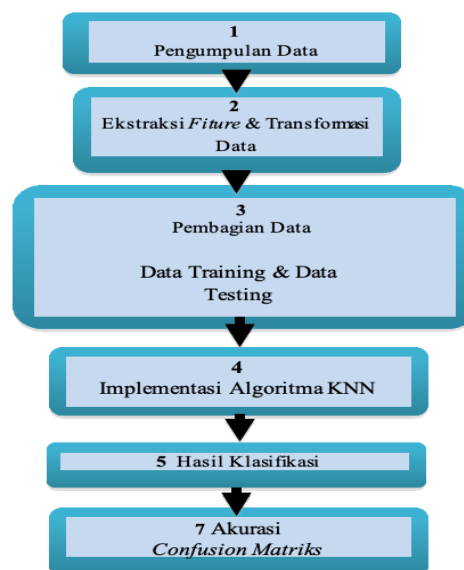 1
Pengumpulan Data
2
Ekstraksi Fiture & Transformasi
Data
3
Pembagian Data
Data Training & Data
Testing
4
Implementasi Algoritma KNN
5 Hasil Klasifikasi
7 Akurasi
Confusion Matriks